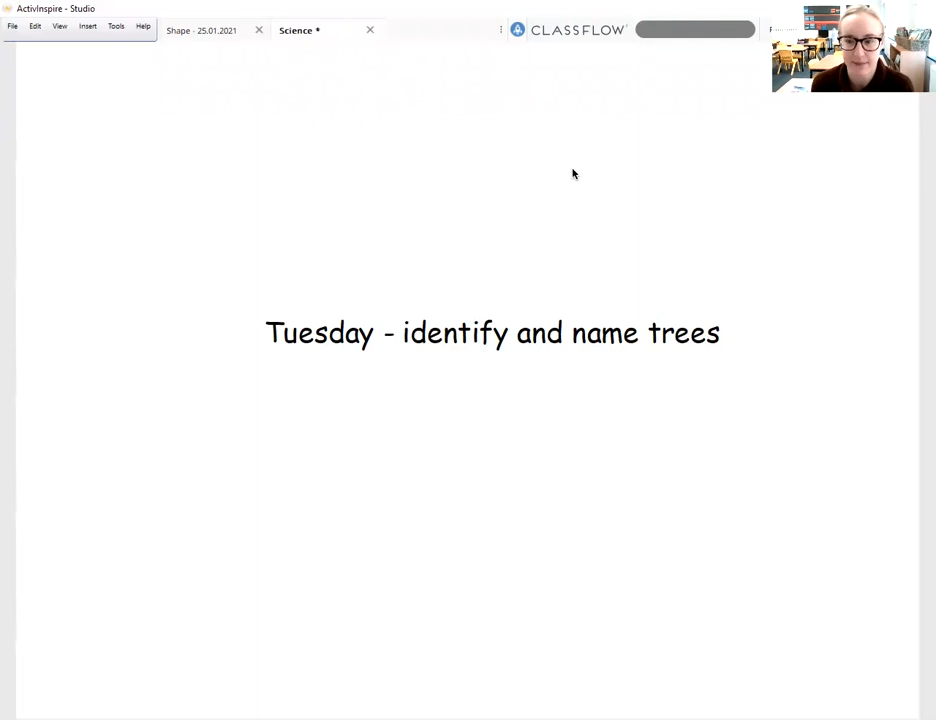 ActivInspire - Studio
File Edit View Insert Tools Help
Shape - 25.01.2021
Science *
CLASSFLOW
Tuesday - identify and name trees